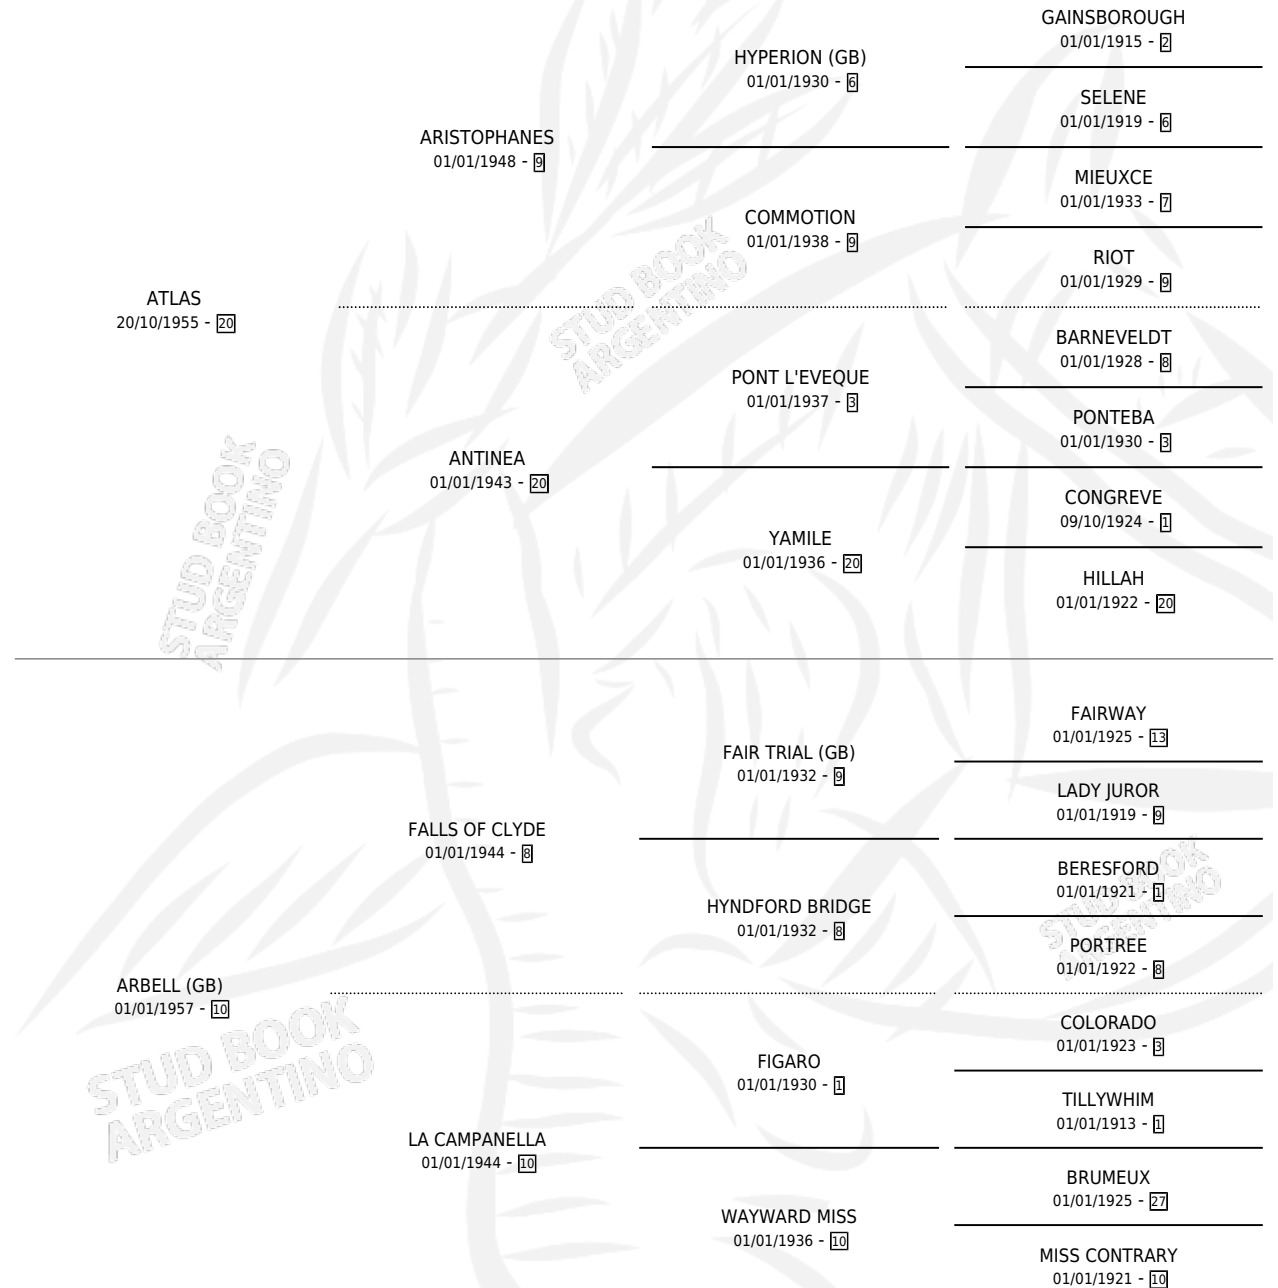 GAINSBOROUGH
01/01/1915 - 2
HYPERION (GB)
01/01/1930 - 6
SELENE
01/01/1919 - 6
ARISTOPHANES
01/01/1948 - 9
MIEUXCE
01/01/1933 - 7
COMMOTION
01/01/1938 - 9
RIOT
01/01/1929 - 9
ATLAS
20/10/1955 - 20
BARNEVELDT
01/01/1928 - 8
PONT L'EVEQUE
01/01/1937 - 3
PONTEBA
01/01/1930 - 3
ANTINEA
01/01/1943 - 20
CONGREVE
09/10/1924 - 1
YAMILE
01/01/1936 - 20
HILLAH
01/01/1922 - 20
STUD BOOK
ARGENTINO
STUD BOOK
ARGENTINO
FAIRWAY
01/01/1925 - 13
FAIR TRIAL (GB)
01/01/1932 - 9
LADY JUROR
01/01/1919 - 9
FALLS OF CLYDE
01/01/1944 - 8
BERESFORD
01/01/1921 - 1
HYNDFORD BRIDGE
01/01/1932 - 8
PORTREE
01/01/1922 - 8
ARBELL (GB)
01/01/1957 - 10
COLORADO
01/01/1923 - 3
FIGARO
01/01/1930 - 1
TILLYWHIM
01/01/1913 - 1
LA CAMPANELLA
01/01/1944 - 10
BRUMEUX
01/01/1925 - 27
WAYWARD MISS
01/01/1936 - 10
MISS CONTRARY
01/01/1921 - 10
STUD BOOK
ARGENTINO
STUD BOOK
ARGENTINO